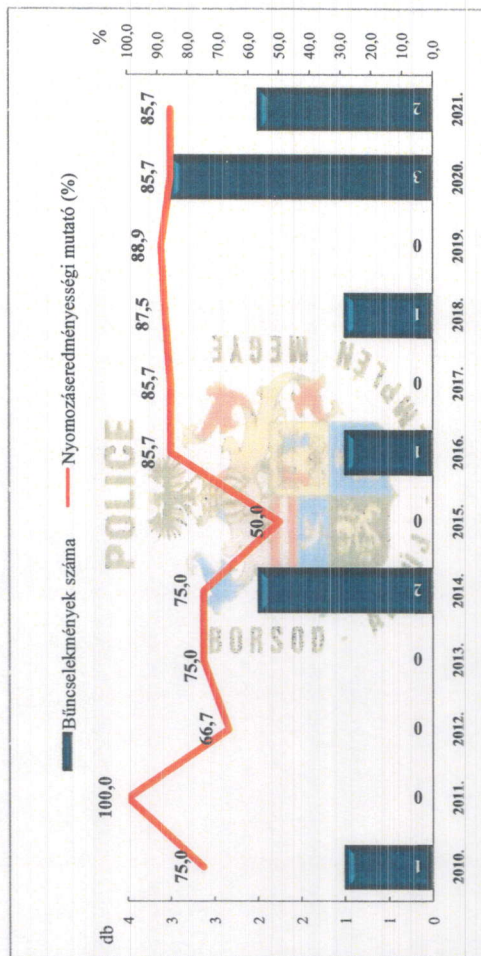 Bűncselekmények száma Nyomozáseredményességi mutató (%)
db %
4
3
3
2
2
1
1
0
100,0
90,0
80,0
70,0
60,0
50,0
40,0
30,0
20,0
10,0
0,0
75,0 100,0 66,7 75,0 75,0 50,0 85,7 85,7 87,5 88,9 85,7 85,7
1 0 0 0 2 0 1 0 1 0 3 2
2010. 2011. 2012. 2013. 2014. 2015. 2016. 2017. 2018. 2019. 2020. 2021.
POLICE
BORSOD
MEGYE